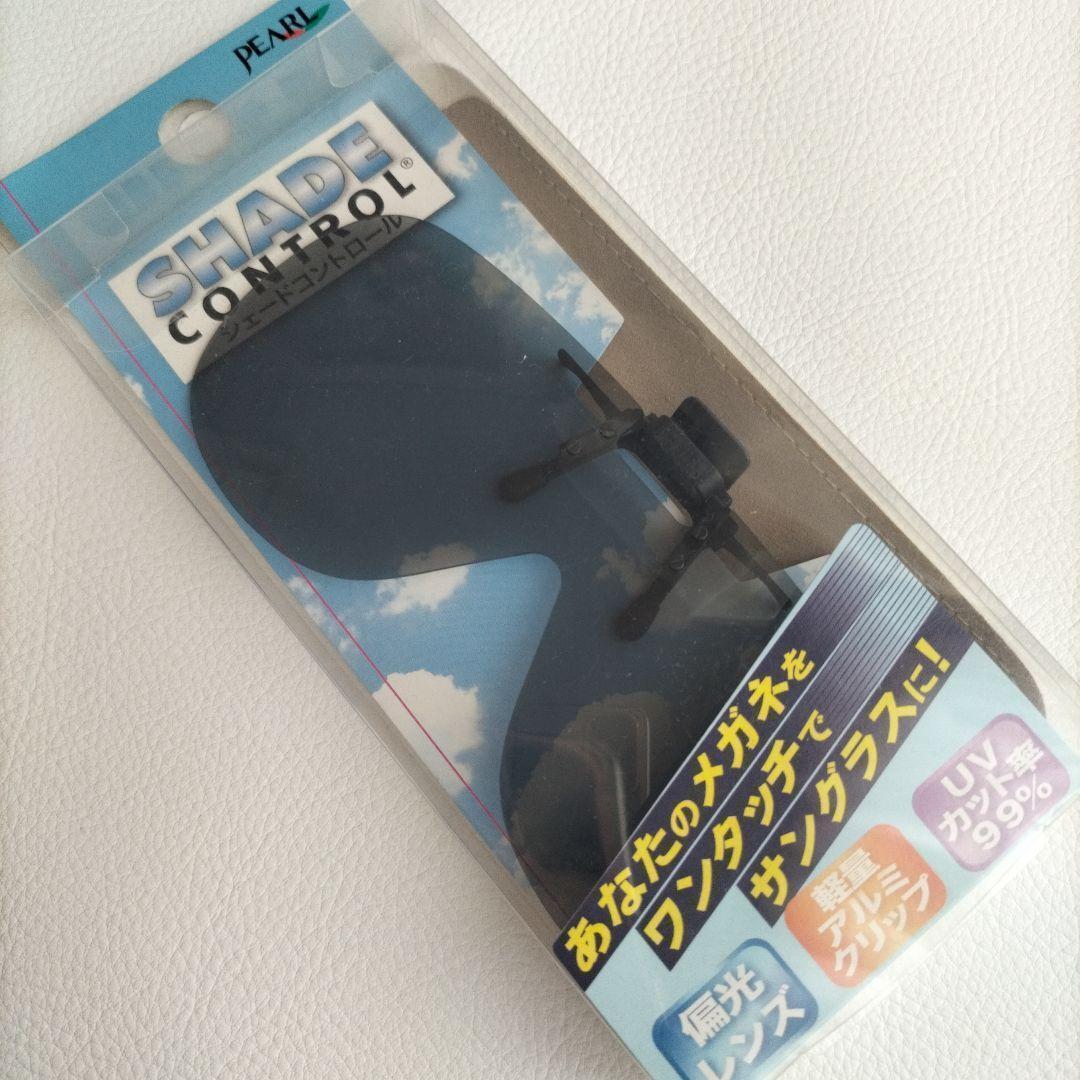 PEARL
SHADE
CONTROL®
シェードコントロール
あなたのメガネを
ワンタッチで
サングラスに!
UV
カット率
99%
軽量
アルミ
クリップ
偏光
レンズ